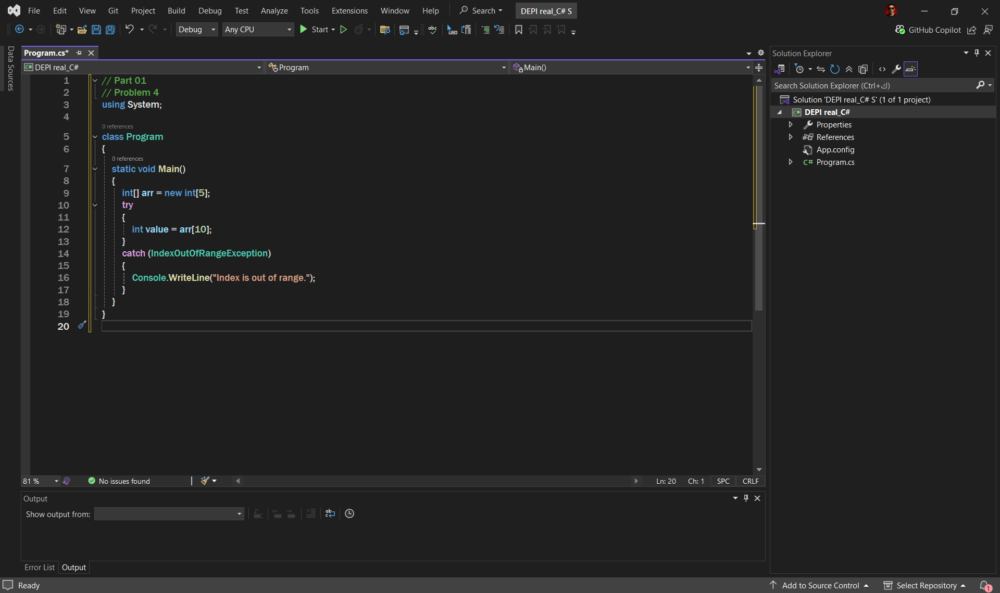 File Edit View Git Project Build Debug Test Analyze Tools Extensions Window Help Search DEPI real_C# S
Debug Any CPU Start GitHub Copilot
Data Sources
Program.cs*
DEPI real_C# Program Main()
1 // Part 01
2 // Problem 4
3 using System;
4
0 references
5 class Program
6 {
0 references
7 static void Main()
8 {
9 int[] arr = new int[5];
10 try
11 {
12 int value = arr[10];
13 }
14 catch (IndexOutOfRangeException)
15 {
16 Console.WriteLine("Index is out of range.");
17 }
18 }
19 }
20
81 % No issues found Ln: 20 Ch: 1 SPC CRLF
Output
Show output from:
Error List Output
Solution Explorer
Search Solution Explorer (Ctrl+ك)
Solution 'DEPI real_C# S' (1 of 1 project)
DEPI real_C#
Properties
References
App.config
C# Program.cs
Ready Add to Source Control Select Repository 1